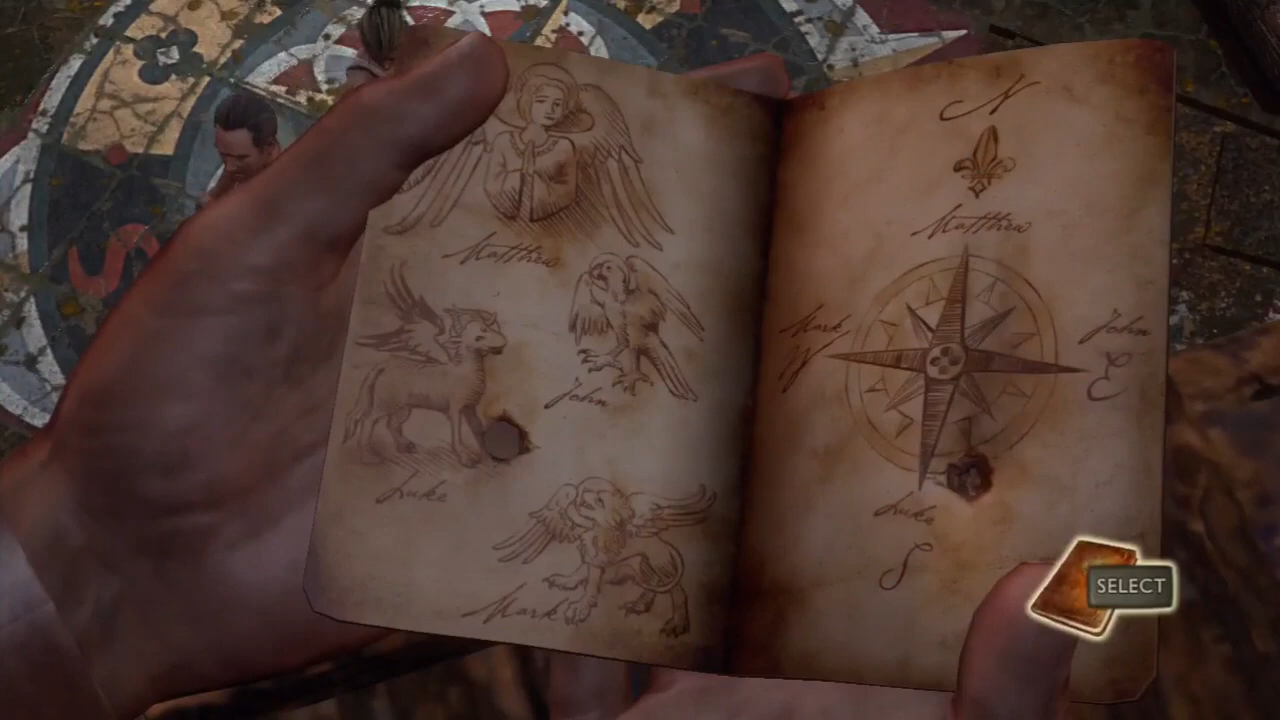 Matthew
John
Luke
Mark
N
Matthew
Mark
W
John
E
Luke
S
SELECT